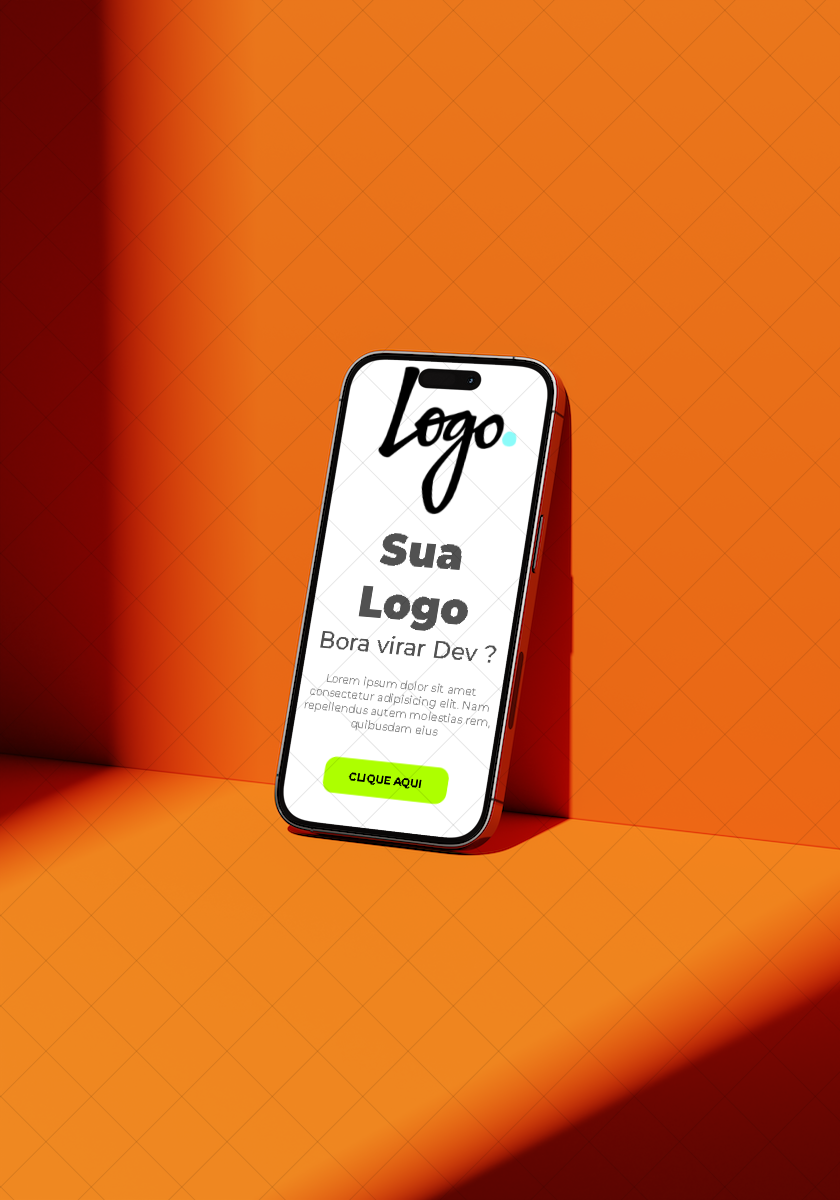 Logo.
Sua
Logo
Bora virar Dev ?
Lorem ipsum dolor sit amet
consectetur adipisicing elit. Nam
repellendus autem molestias rem,
quibusdam eius
CLIQUE AQUI